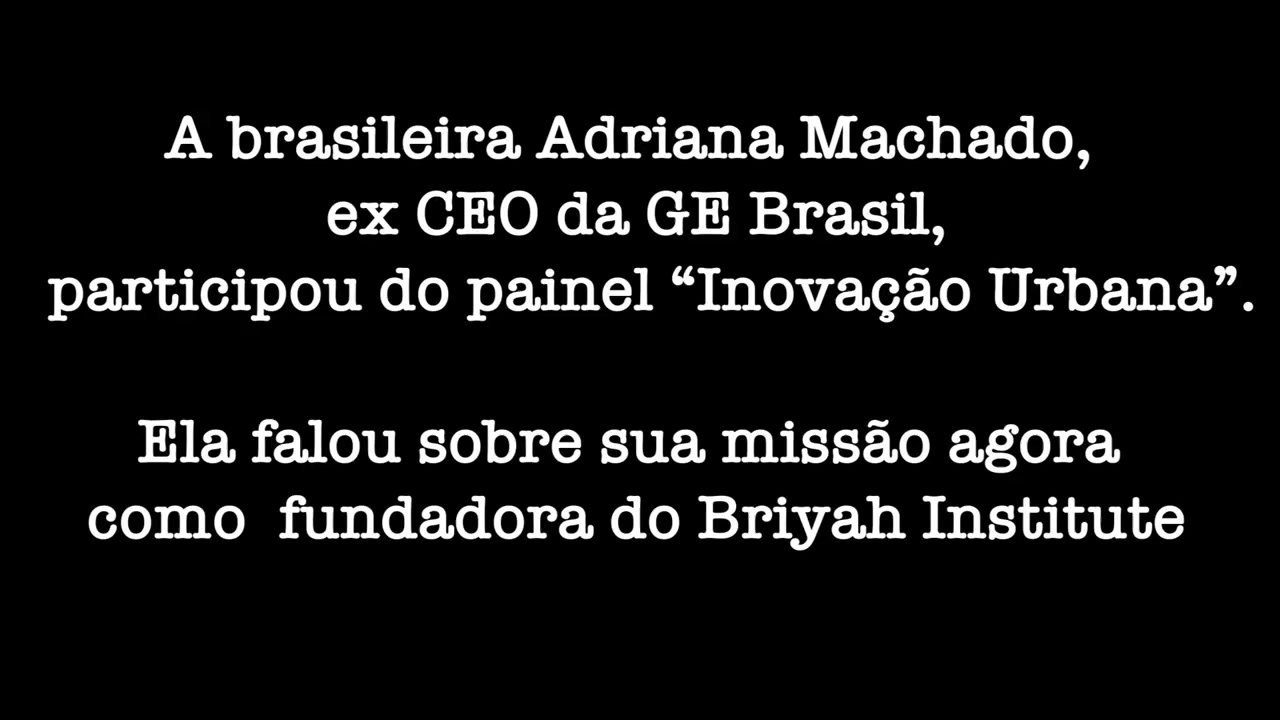 A brasileira Adriana Machado,
ex CEO da GE Brasil,
participou do painel “Inovação Urbana”.
Ela falou sobre sua missão agora
como fundadora do Briyah Institute